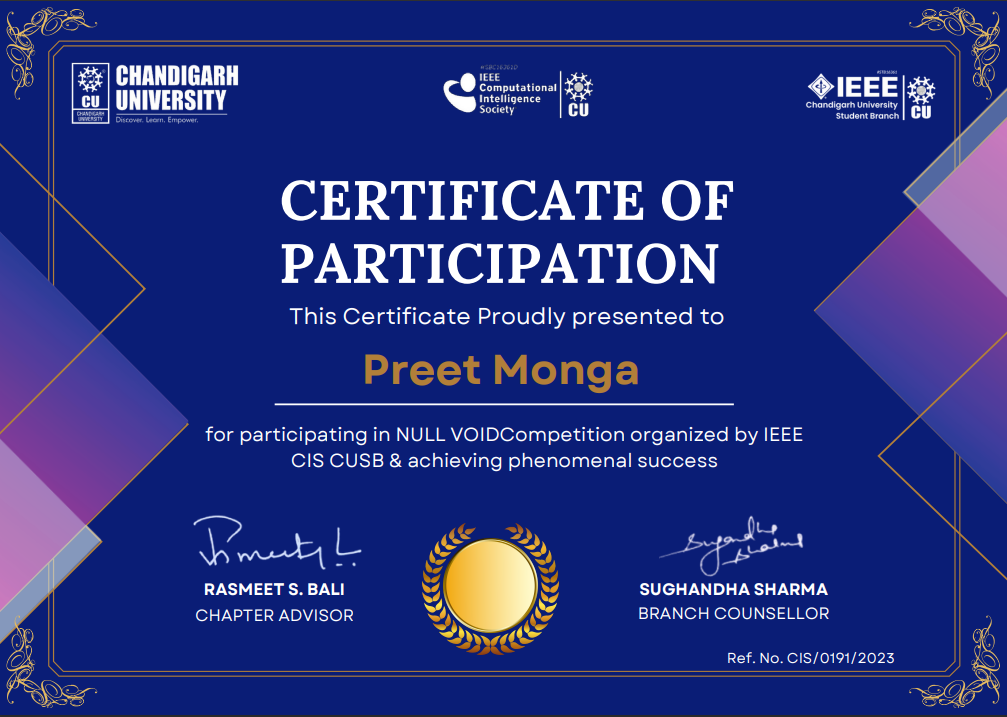 CHANDIGARH
UNIVERSITY
Discover. Learn. Empower.
CU
CHANDIGARH
UNIVERSITY
IEEE
Computational
Intelligence
Society
CU
IEEE
Chandigarh University
Student Branch
CU
CERTIFICATE OF
PARTICIPATION
This Certificate Proudly presented to
Preet Monga
for participating in NULL VOIDCompetition organized by IEEE
CIS CUSB & achieving phenomenal success
RASMEET S. BALI
CHAPTER ADVISOR
SUGHANDHA SHARMA
BRANCH COUNSELLOR
Ref. No. CIS/0191/2023